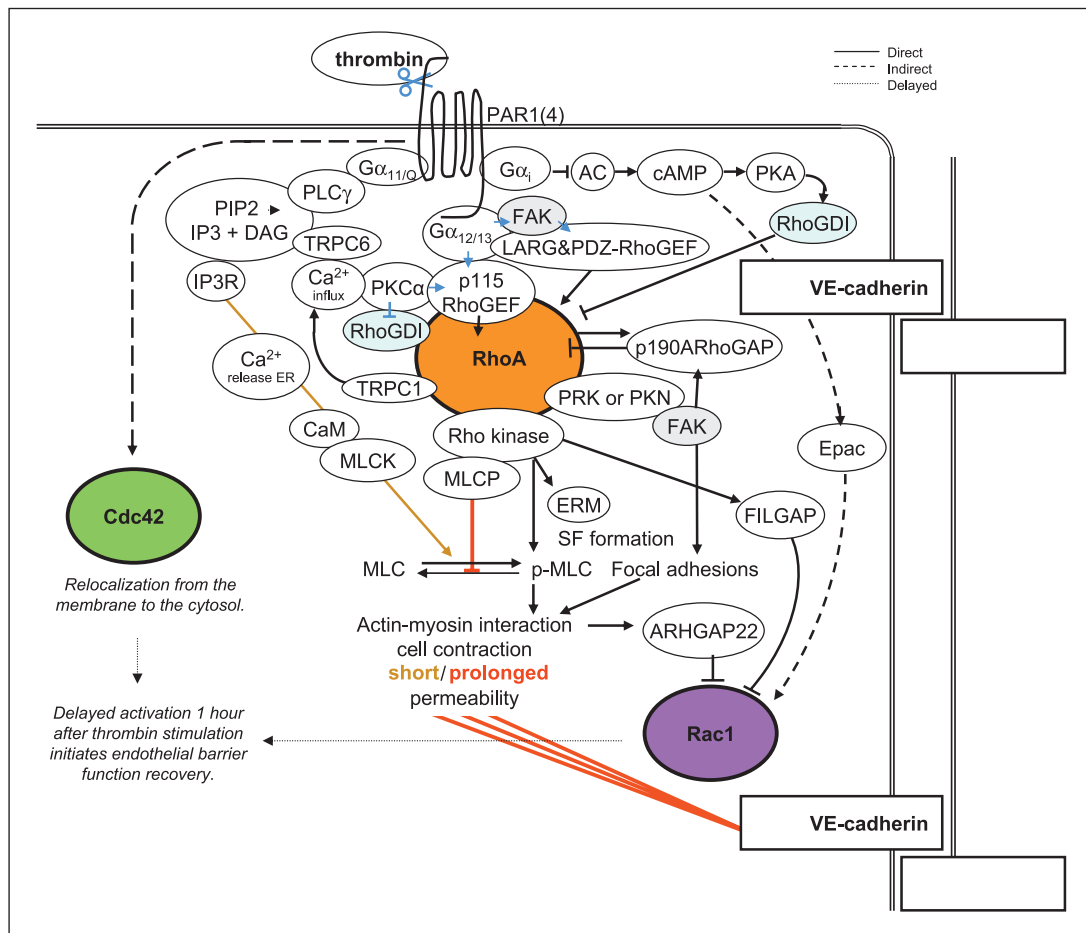 thrombin
Direct
Indirect
Delayed
PAR1(4)
Gα11/Q
Gαi
AC
cAMP
PKA
PLCγ
PIP2
IP3 + DAG
FAK
RhoGDI
Gα12/13
LARG&PDZ-RhoGEF
TRPC6
IP3R
Ca2+
influx
PKCα
p115
RhoGEF
VE-cadherin
RhoGDI
RhoA
p190ARhoGAP
Ca2+
release ER
TRPC1
PRK or PKN
FAK
CaM
Rho kinase
Epac
MLCK
MLCP
ERM
FILGAP
Cdc42
SF formation
MLC
p-MLC
Focal adhesions
Relocalization from the
membrane to the cytosol.
Actin-myosin interaction
cell contraction
short/prolonged
permeability
ARHGAP22
Delayed activation 1 hour
after thrombin stimulation
initiates endothelial barrier
function recovery.
Rac1
VE-cadherin